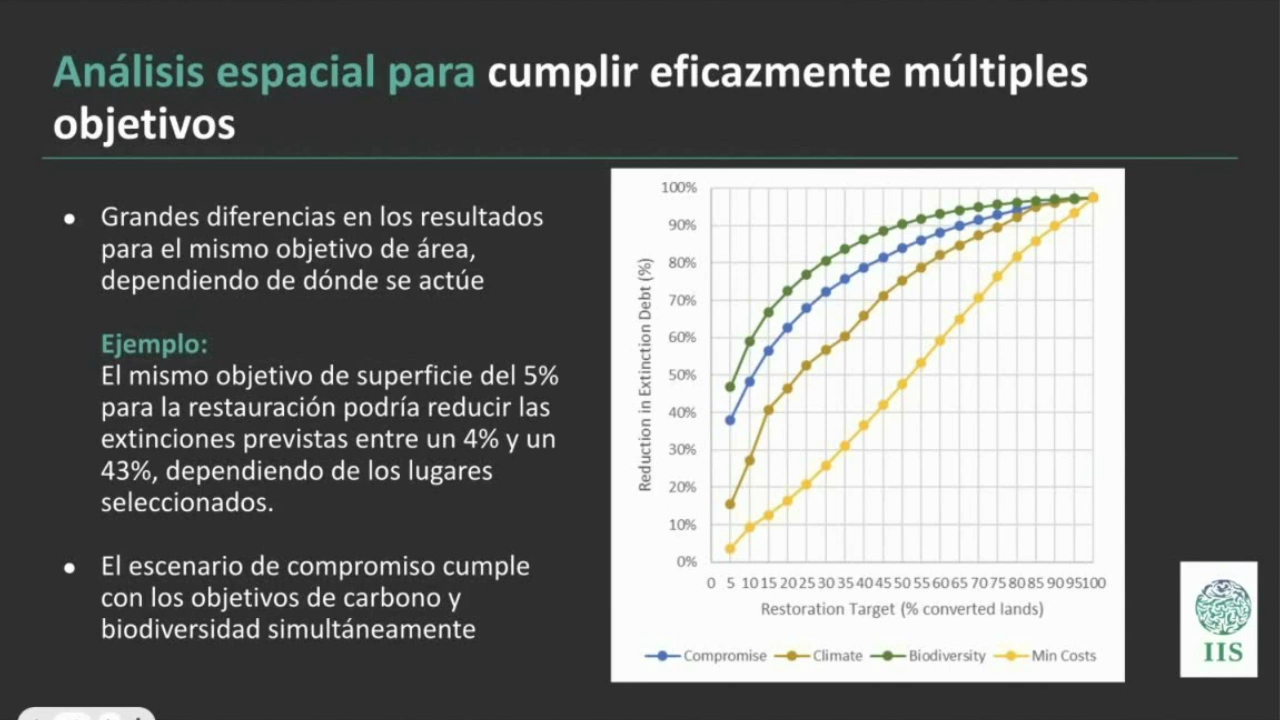 Análisis espacial para cumplir eficazmente múltiples
objetivos
● Grandes diferencias en los resultados
para el mismo objetivo de área,
dependiendo de dónde se actúe
Ejemplo:
El mismo objetivo de superficie del 5%
para la restauración podría reducir las
extinciones previstas entre un 4% y un
43%, dependiendo de los lugares
seleccionados.
● El escenario de compromiso cumple
con los objetivos de carbono y
biodiversidad simultáneamente
Reduction in Extinction Debt (%)
100%
90%
80%
70%
60%
50%
40%
30%
20%
10%
0%
0 5 10 15 20 25 30 35 40 45 50 55 60 65 70 75 80 85 90 95 100
Restoration Target (% converted lands)
Compromise Climate Biodiversity Min Costs
IIS